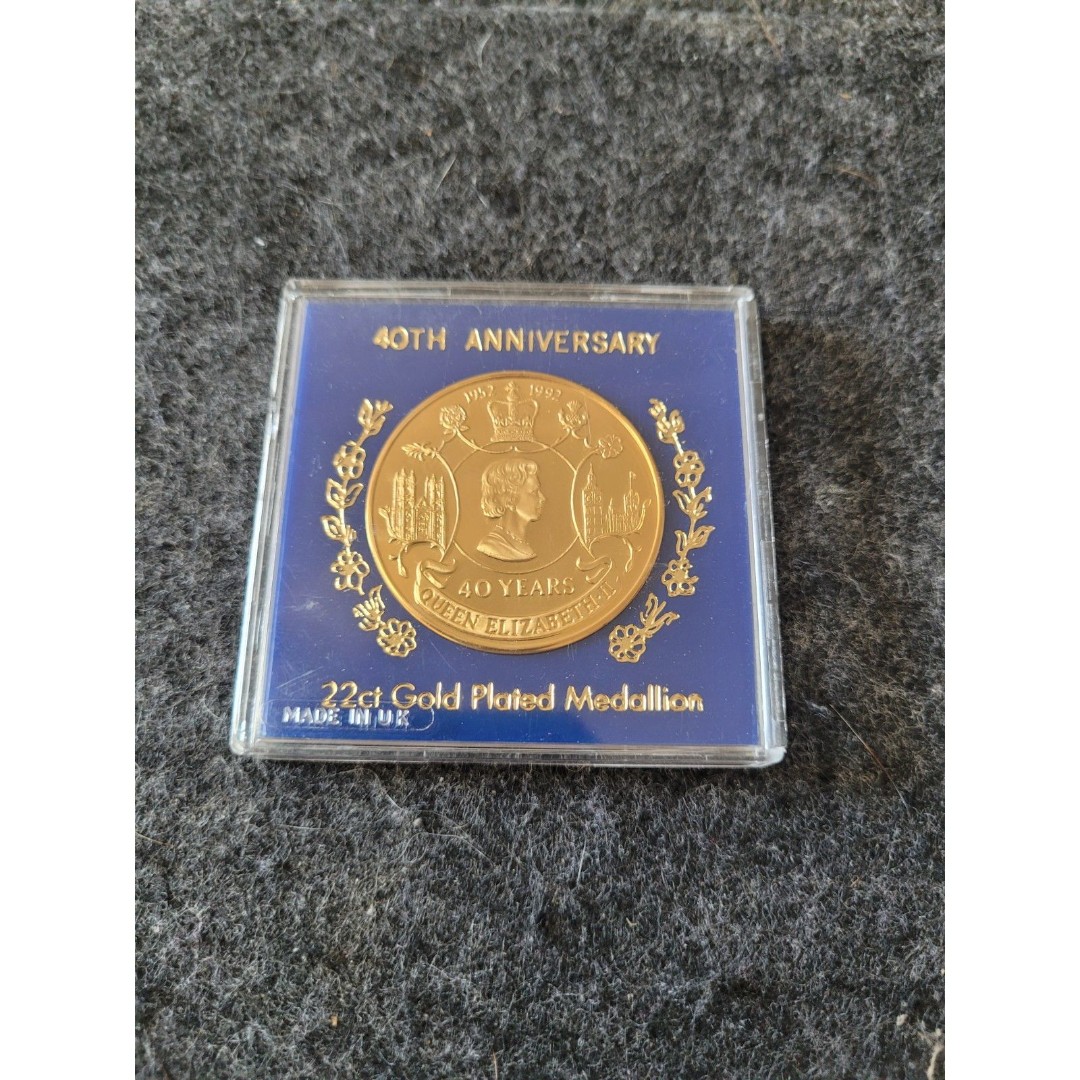 40TH ANNIVERSARY
1952 1992
40 YEARS
QUEEN ELIZABETH·II·
22ct Gold Plated Medallion
MADE IN UK